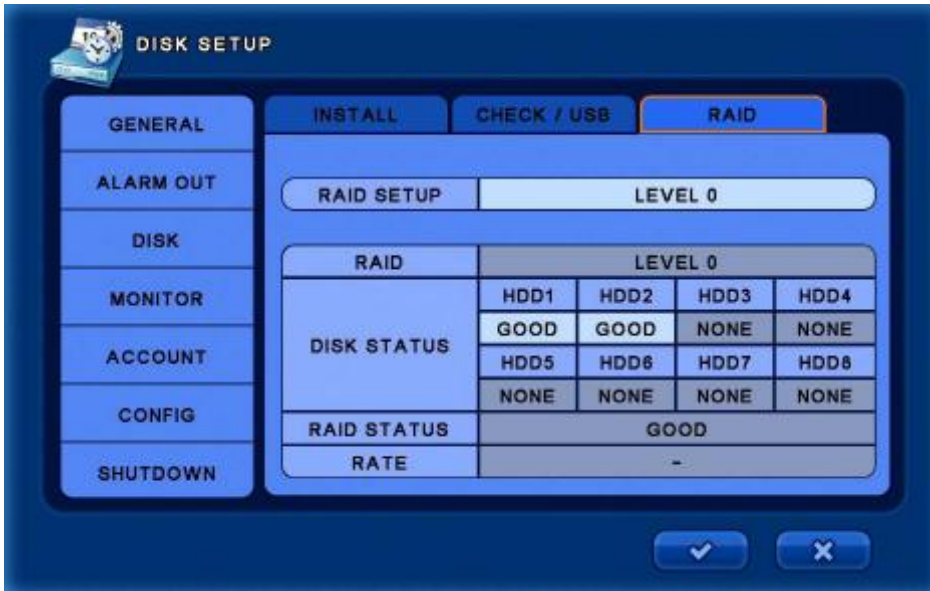 DISK SETUP
GENERAL
ALARM OUT
DISK
MONITOR
ACCOUNT
CONFIG
SHUTDOWN
INSTALL CHECK / USB RAID
RAID SETUP LEVEL 0
RAID LEVEL 0
DISK STATUS
HDD1 HDD2 HDD3 HDD4
GOOD GOOD NONE NONE
HDD5 HDD6 HDD7 HDD8
NONE NONE NONE NONE
RAID STATUS GOOD
RATE -